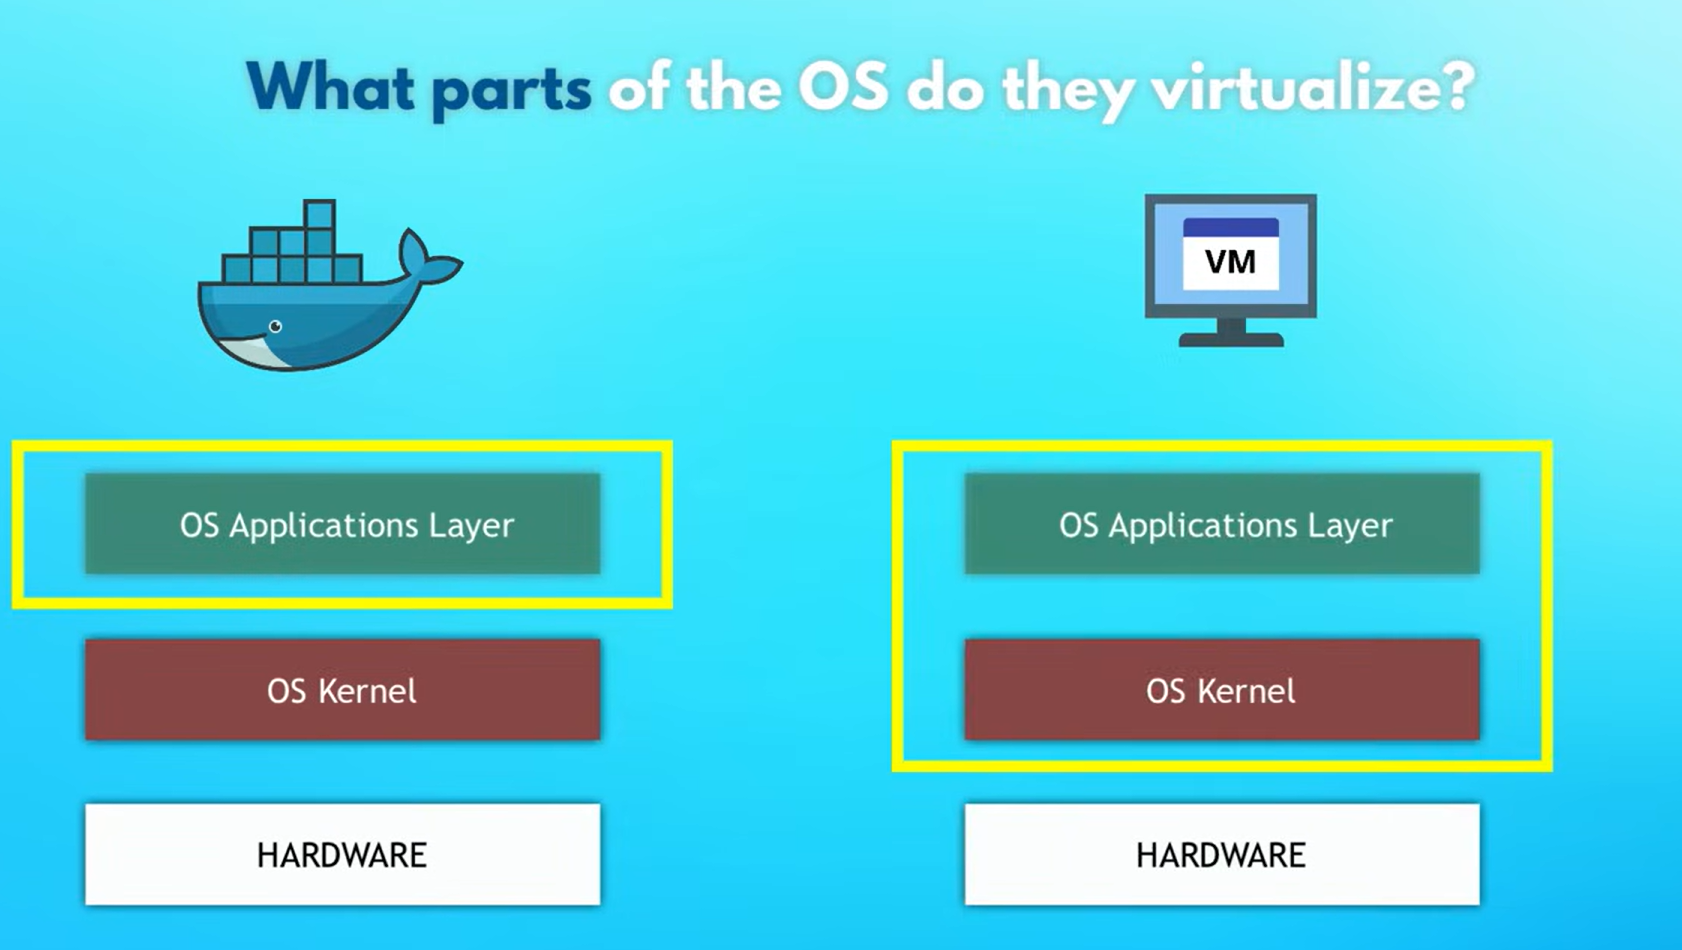 What parts of the OS do they virtualize?
VM
OS Applications Layer
OS Kernel
HARDWARE
OS Applications Layer
OS Kernel
HARDWARE